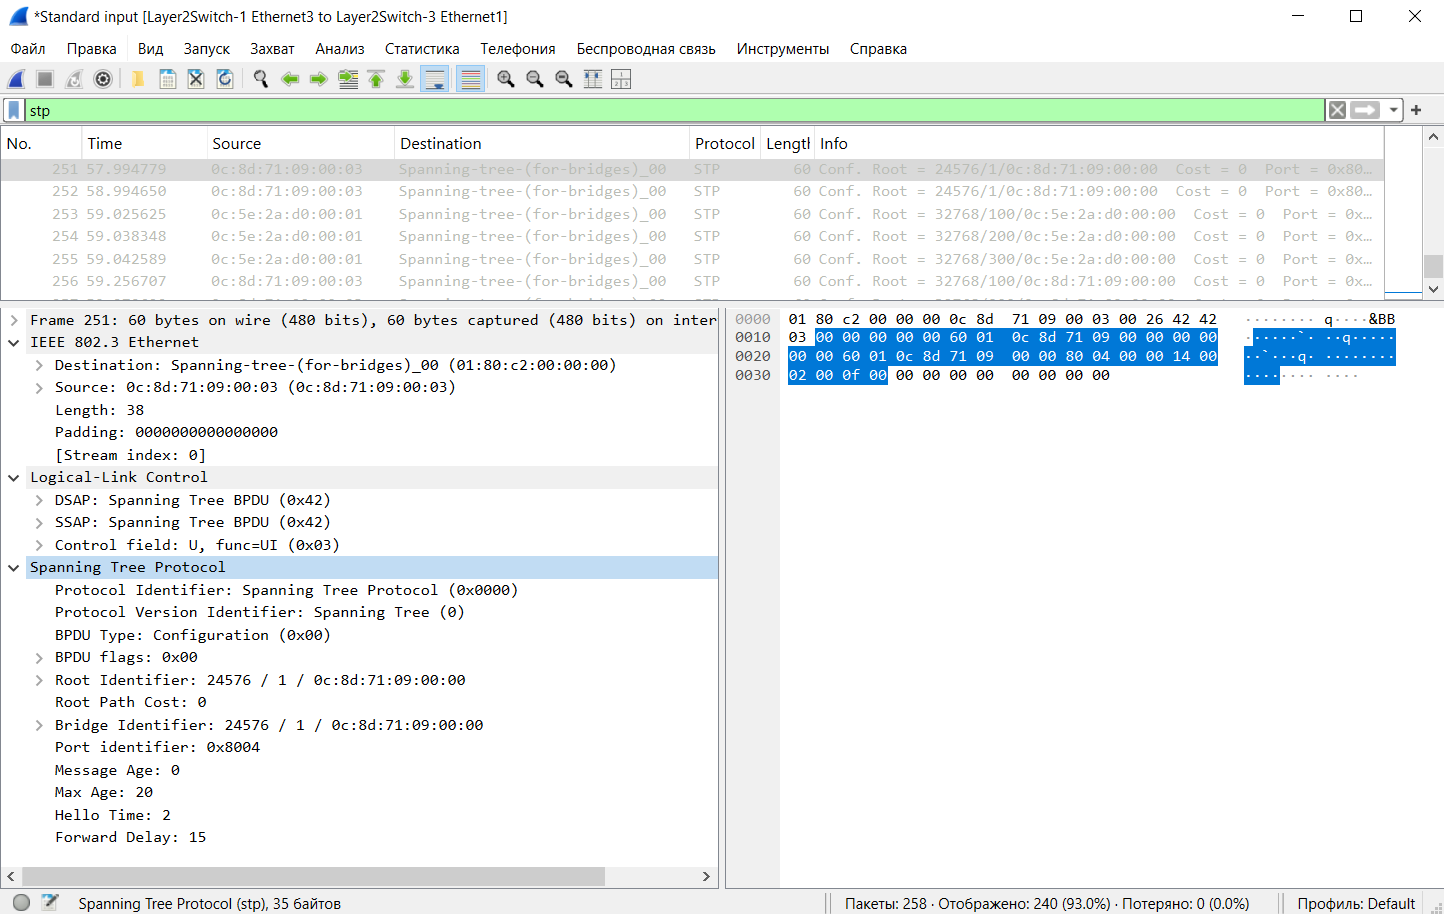 *Standard input [Layer2Switch-1 Ethernet3 to Layer2Switch-3 Ethernet1]
Файл Правка Вид Запуск Захват Анализ Статистика Телефония Беспроводная связь Инструменты Справка
stp
No. Time Source Destination Protocol Lengtl Info
251 57.994779 0c:8d:71:09:00:03 Spanning-tree-(for-bridges)_00 STP 60 Conf. Root = 24576/1/0c:8d:71:09:00:00 Cost = 0 Port = 0x80…
252 58.994650 0c:8d:71:09:00:03 Spanning-tree-(for-bridges)_00 STP 60 Conf. Root = 24576/1/0c:8d:71:09:00:00 Cost = 0 Port = 0x80…
253 59.025625 0c:5e:2a:d0:00:01 Spanning-tree-(for-bridges)_00 STP 60 Conf. Root = 32768/100/0c:5e:2a:d0:00:00 Cost = 0 Port = 0x…
254 59.038348 0c:5e:2a:d0:00:01 Spanning-tree-(for-bridges)_00 STP 60 Conf. Root = 32768/200/0c:5e:2a:d0:00:00 Cost = 0 Port = 0x…
255 59.042589 0c:5e:2a:d0:00:01 Spanning-tree-(for-bridges)_00 STP 60 Conf. Root = 32768/300/0c:5e:2a:d0:00:00 Cost = 0 Port = 0x…
256 59.256707 0c:8d:71:09:00:03 Spanning-tree-(for-bridges)_00 STP 60 Conf. Root = 32768/100/0c:8d:71:09:00:00 Cost = 0 Port = 0x…
Frame 251: 60 bytes on wire (480 bits), 60 bytes captured (480 bits) on inter
IEEE 802.3 Ethernet
Destination: Spanning-tree-(for-bridges)_00 (01:80:c2:00:00:00)
Source: 0c:8d:71:09:00:03 (0c:8d:71:09:00:03)
Length: 38
Padding: 0000000000000000
[Stream index: 0]
Logical-Link Control
DSAP: Spanning Tree BPDU (0x42)
SSAP: Spanning Tree BPDU (0x42)
Control field: U, func=UI (0x03)
Spanning Tree Protocol
Protocol Identifier: Spanning Tree Protocol (0x0000)
Protocol Version Identifier: Spanning Tree (0)
BPDU Type: Configuration (0x00)
BPDU flags: 0x00
Root Identifier: 24576 / 1 / 0c:8d:71:09:00:00
Root Path Cost: 0
Bridge Identifier: 24576 / 1 / 0c:8d:71:09:00:00
Port identifier: 0x8004
Message Age: 0
Max Age: 20
Hello Time: 2
Forward Delay: 15
0000 01 80 c2 00 00 00 0c 8d 71 09 00 03 00 26 42 42 ········ q····&BB
0010 03 00 00 00 00 00 60 01 0c 8d 71 09 00 00 00 00 ······`· ··q·····
0020 00 00 60 01 0c 8d 71 09 00 00 80 04 00 00 14 00 ··`···q· ········
0030 02 00 0f 00 00 00 00 00 00 00 00 00 ········ ····
Spanning Tree Protocol (stp), 35 байтов
Пакеты: 258 · Отображено: 240 (93.0%) · Потеряно: 0 (0.0%)
Профиль: Default